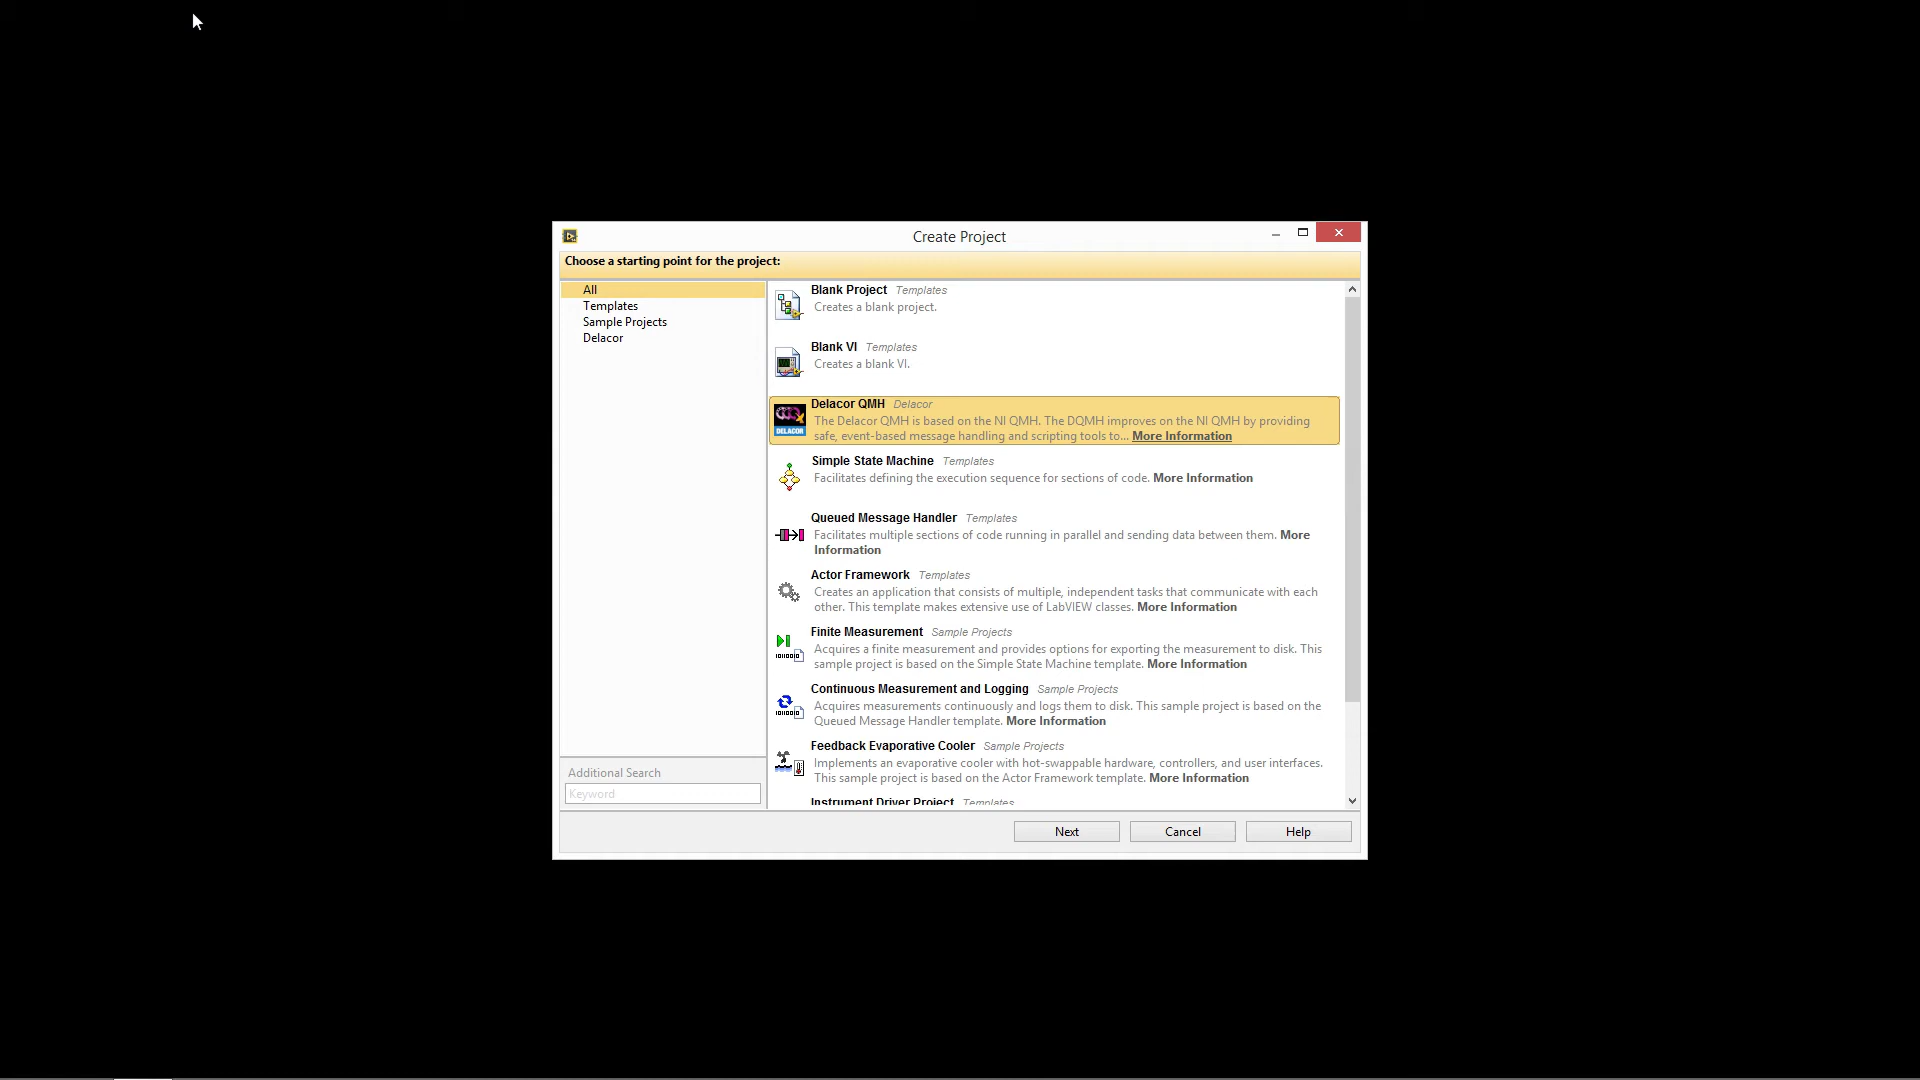 Create Project
Choose a starting point for the project:
All
Templates
Sample Projects
Delacor
Additional Search
Keyword
Blank Project Templates
Creates a blank project.
Blank VI Templates
Creates a blank VI.
DELACOR
Delacor QMH Delacor
The Delacor QMH is based on the NI QMH. The DQMH improves on the NI QMH by providing
safe, event-based message handling and scripting tools to... More Information
Simple State Machine Templates
Facilitates defining the execution sequence for sections of code. More Information
Queued Message Handler Templates
Facilitates multiple sections of code running in parallel and sending data between them. More
Information
Actor Framework Templates
Creates an application that consists of multiple, independent tasks that communicate with each
other. This template makes extensive use of LabVIEW classes. More Information
Finite Measurement Sample Projects
Acquires a finite measurement and provides options for exporting the measurement to disk. This
sample project is based on the Simple State Machine template. More Information
Continuous Measurement and Logging Sample Projects
Acquires measurements continuously and logs them to disk. This sample project is based on the
Queued Message Handler template. More Information
Feedback Evaporative Cooler Sample Projects
Implements an evaporative cooler with hot-swappable hardware, controllers, and user interfaces.
This sample project is based on the Actor Framework template. More Information
Instrument Driver Project Templates
Next
Cancel
Help